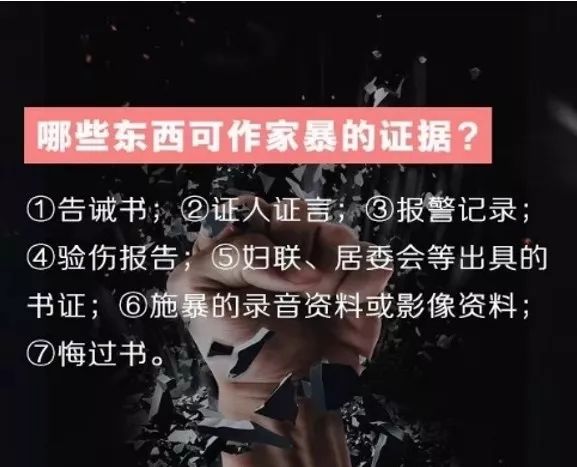 哪些东西可作家暴的证据？
①告诫书；②证人证言；③报警记录；
④验伤报告；⑤妇联、居委会等出具的
书证；⑥施暴的录音资料或影像资料；
⑦悔过书。